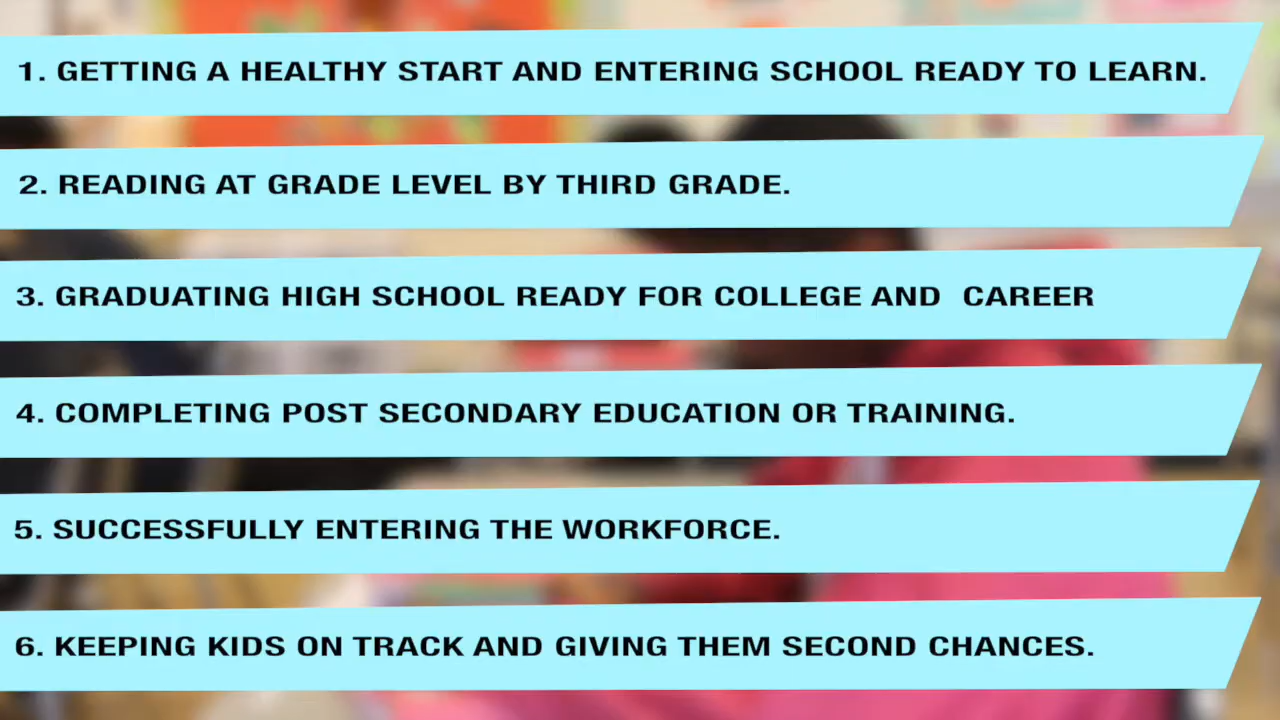 1. GETTING A HEALTHY START AND ENTERING SCHOOL READY TO LEARN.
2. READING AT GRADE LEVEL BY THIRD GRADE.
3. GRADUATING HIGH SCHOOL READY FOR COLLEGE AND CAREER
4. COMPLETING POST SECONDARY EDUCATION OR TRAINING.
5. SUCCESSFULLY ENTERING THE WORKFORCE.
6. KEEPING KIDS ON TRACK AND GIVING THEM SECOND CHANCES.